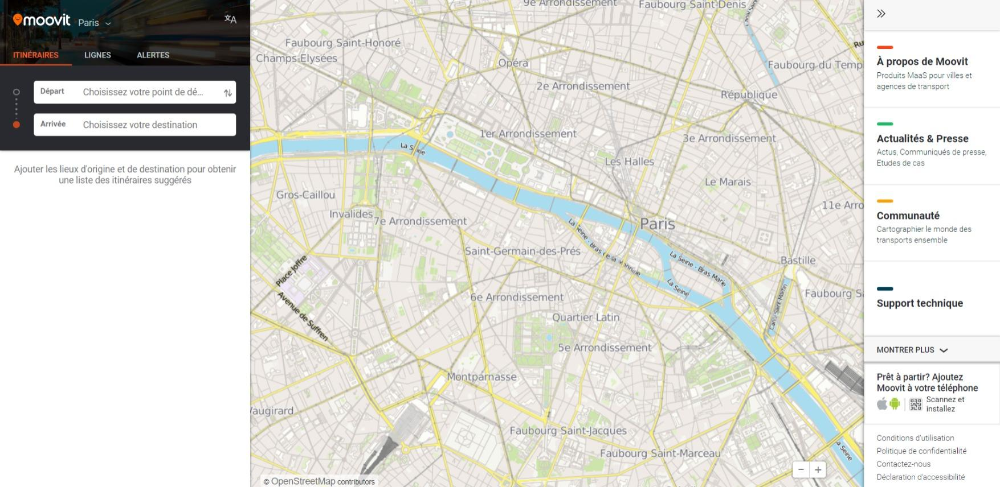 moovit
Paris
ITINÉRAIRES
LIGNES
ALERTES
Départ
Choisissez votre point de dé...
Arrivée
Choisissez votre destination
Ajouter les lieux d'origine et de destination pour obtenir
une liste des itinéraires suggérés
9e Arrondissement
Faubourg Saint-Denis
Faubourg Saint-Honoré
Champs-Elysées
Opéra
Faubourg du Templ
2e Arrondissement
République
1er Arrondissement
3e Arrondissement
La Seine
Les Halles
Le Marais
Gros-Caillou
11e Arro
Invalides
7e Arrondissement
Paris
La Seine - Bras de la Monnaie
Saint-Germain-des-Prés
La Seine - Bras Marie
Bastille
Place Joffre
La Seine
Avenue de Suffren
6e Arrondissement
Faubourg Sa
Canal Saint-Martin
Quartier Latin
5e Arrondissement
Montparnasse
Vaugirard
Faubourg Saint-Jacques
Faubourg Saint-Marceau
La Seine
© OpenStreetMap contributors
− +
À propos de Moovit
Produits MaaS pour villes et
agences de transport
Actualités & Presse
Actus, Communiqués de presse,
Etudes de cas
Communauté
Cartographier le monde des
transports ensemble
Support technique
MONTRER PLUS
Prêt à partir? Ajoutez
Moovit à votre téléphone
Scannez et
installez
Conditions d'utilisation
Politique de confidentialité
Contactez-nous
Déclaration d'accessibilité